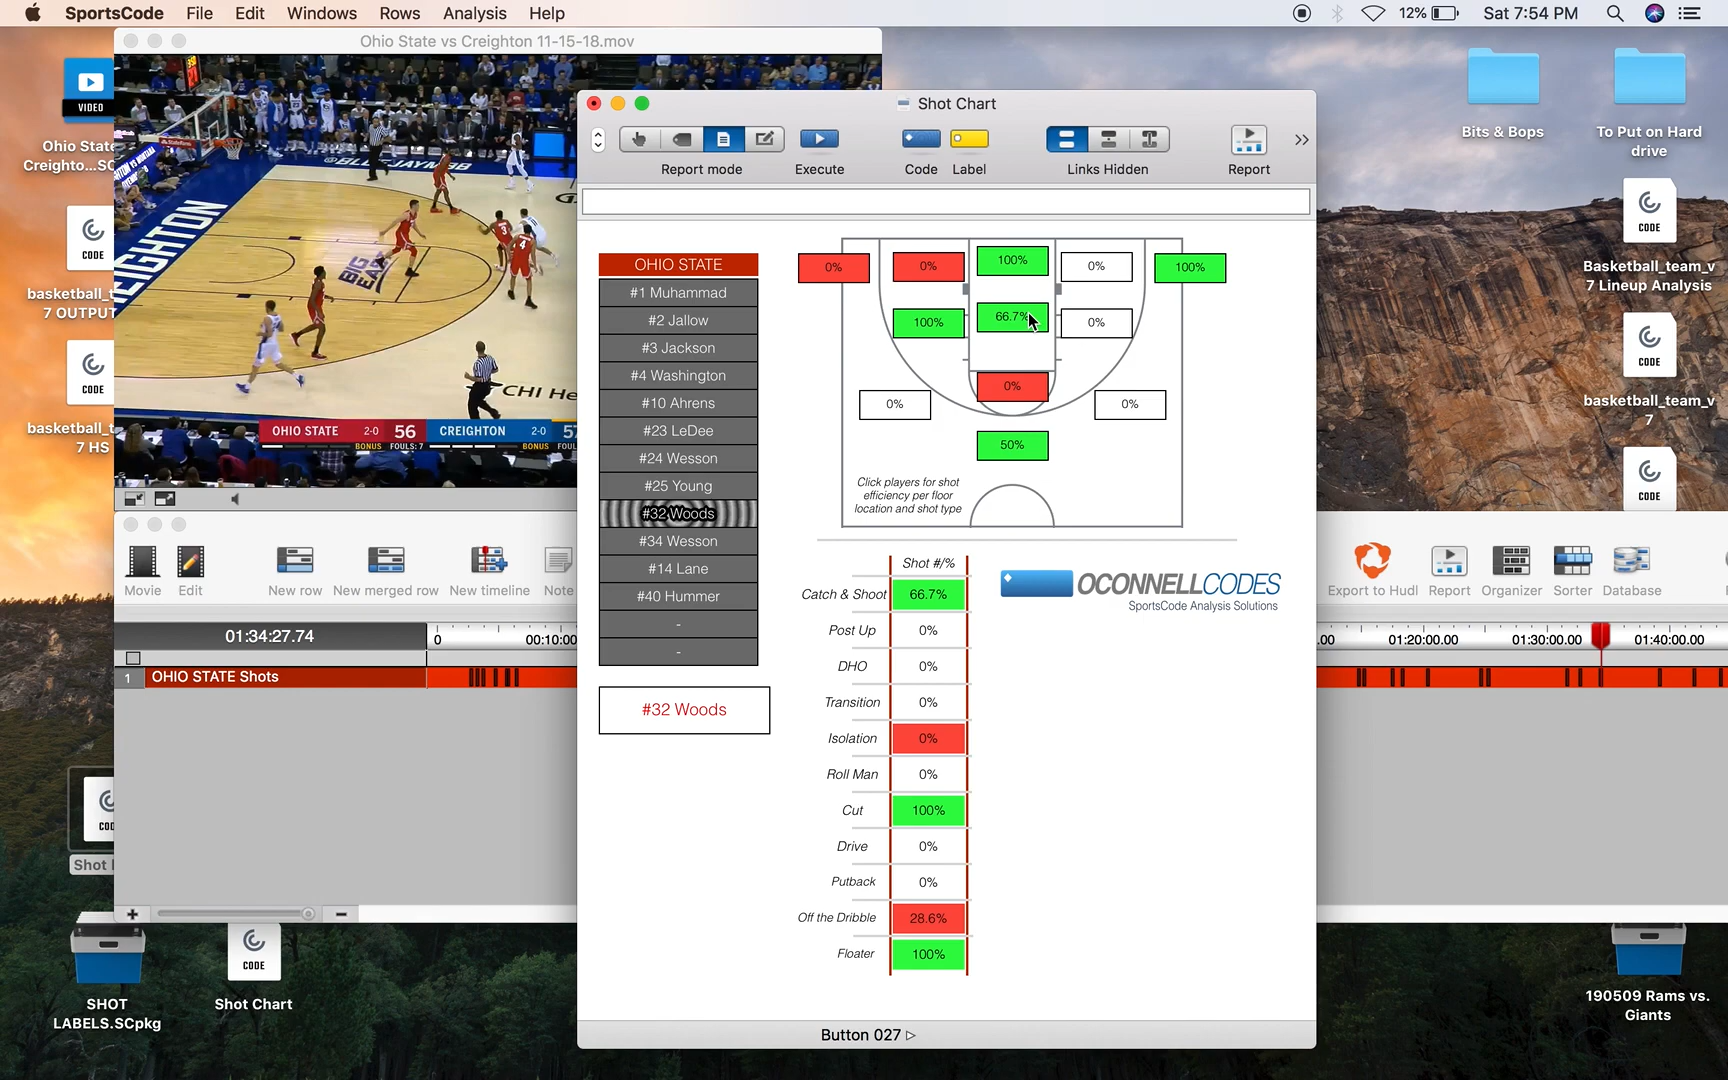 SportsCode File Edit Windows Rows Analysis Help
12% Sat 7:54 PM
Ohio State vs Creighton 11-15-18.mov
VIDEO
Ohio State
Creighto...SC
CODE
basketball_t
7 OUTPUT
CODE
basketball_t
7 HS
BIG EAST
CHI He
OHIO STATE 2-0 56 CREIGHTON 2-0 57
BONUS FOULS: 7 BONUS FOUL
Shot Chart
Report mode Execute Code Label Links Hidden Report
OHIO STATE
#1 Muhammad
#2 Jallow
#3 Jackson
#4 Washington
#10 Ahrens
#23 LeDee
#24 Wesson
#25 Young
#32 Woods
#34 Wesson
#14 Lane
#40 Hummer
-
-
#32 Woods
0% 0% 100% 0% 100%
100% 66.7% 0%
0%
0% 0%
50%
Click players for shot
efficiency per floor
location and shot type
Shot #/%
Catch & Shoot 66.7%
Post Up 0%
DHO 0%
Transition 0%
Isolation 0%
Roll Man 0%
Cut 100%
Drive 0%
Putback 0%
Off the Dribble 28.6%
Floater 100%
OCONNELLCODES
SportsCode Analysis Solutions
Button 027
Movie Edit New row New merged row New timeline Note
Export to Hudl Report Organizer Sorter Database
01:34:27.74 0 00:10:00
.00 01:20:00.00 01:30:00.00 01:40:00.00
1 OHIO STATE Shots
Shot
SHOT
LABELS.SCpkg
CODE
Shot Chart
Bits & Bops
To Put on Hard
drive
CODE
Basketball_team_v
7 Lineup Analysis
CODE
basketball_team_v
7
CODE
190509 Rams vs.
Giants